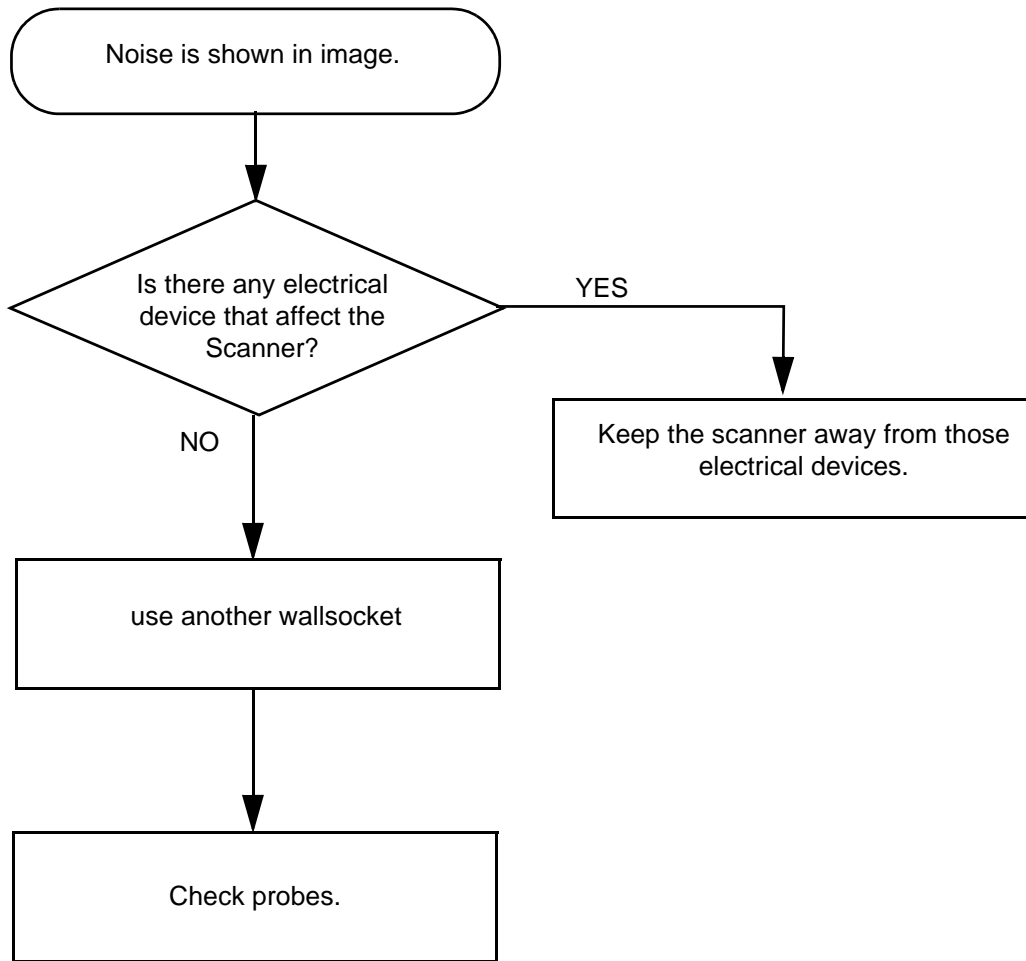 Noise is shown in image.
Is there any electrical
device that affect the
Scanner?
YES
Keep the scanner away from those
electrical devices.
NO
use another wallsocket
Check probes.